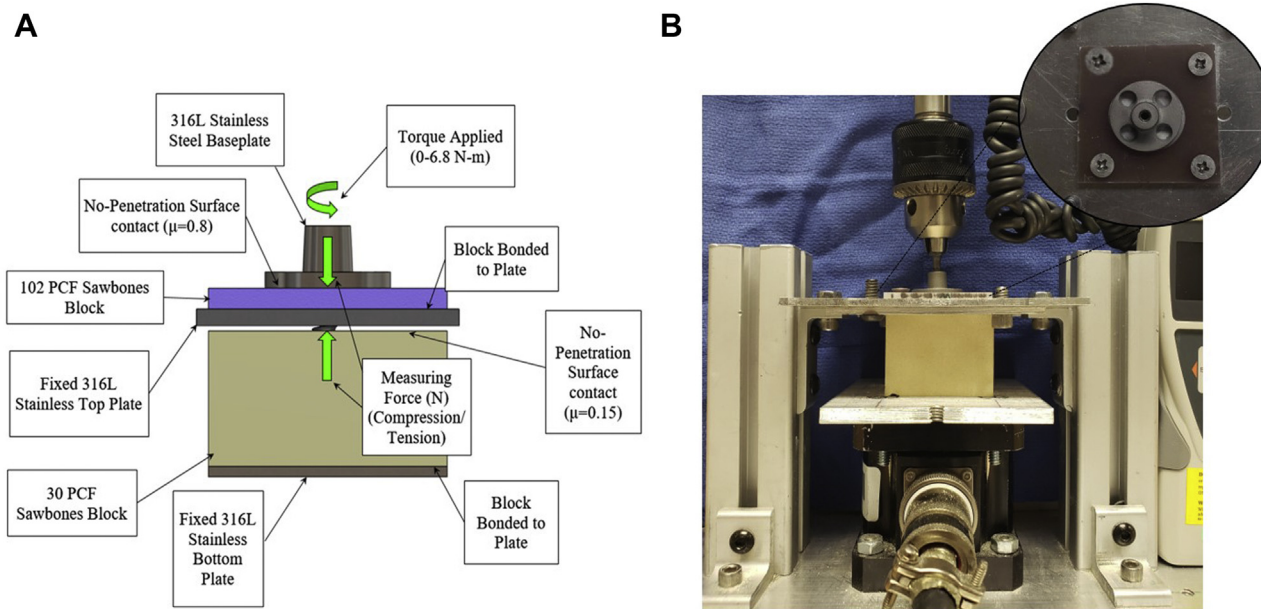 A
B
316L Stainless
Steel Baseplate
Torque Applied
(0-6.8 N-m)
No-Penetration Surface
contact (μ=0.8)
Block Bonded
to Plate
102 PCF Sawbones
Block
No-
Penetration
Surface
contact
(μ=0.15)
Fixed 316L
Stainless Top Plate
Measuring
Force (N)
(Compression/
Tension)
30 PCF
Sawbones Block
Fixed 316L
Stainless
Bottom
Plate
Block
Bonded to
Plate